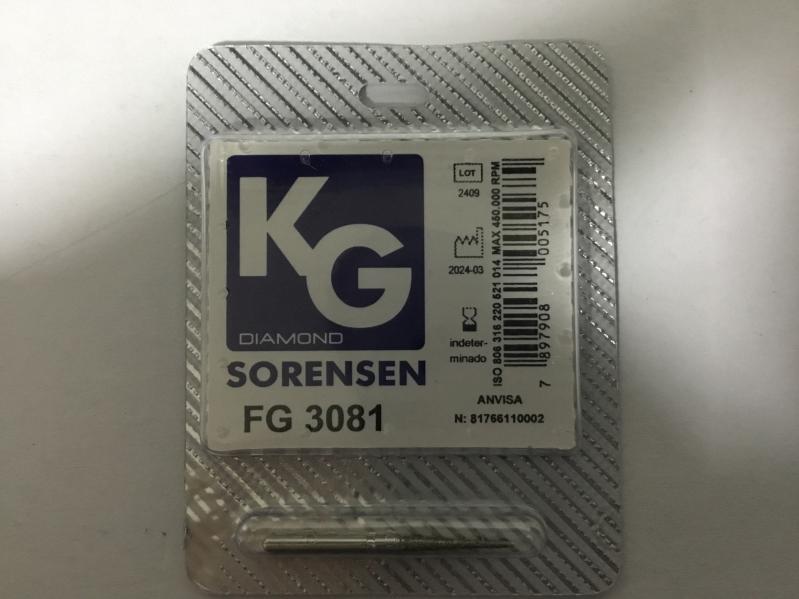 KG
DIAMOND
SORENSEN
FG 3081
LOT
2409
2024-03
indeter-
minado
ISO 806 316 220 521 014 MAX 450.000 RPM
7 897908 005175
ANVISA
N: 81766110002